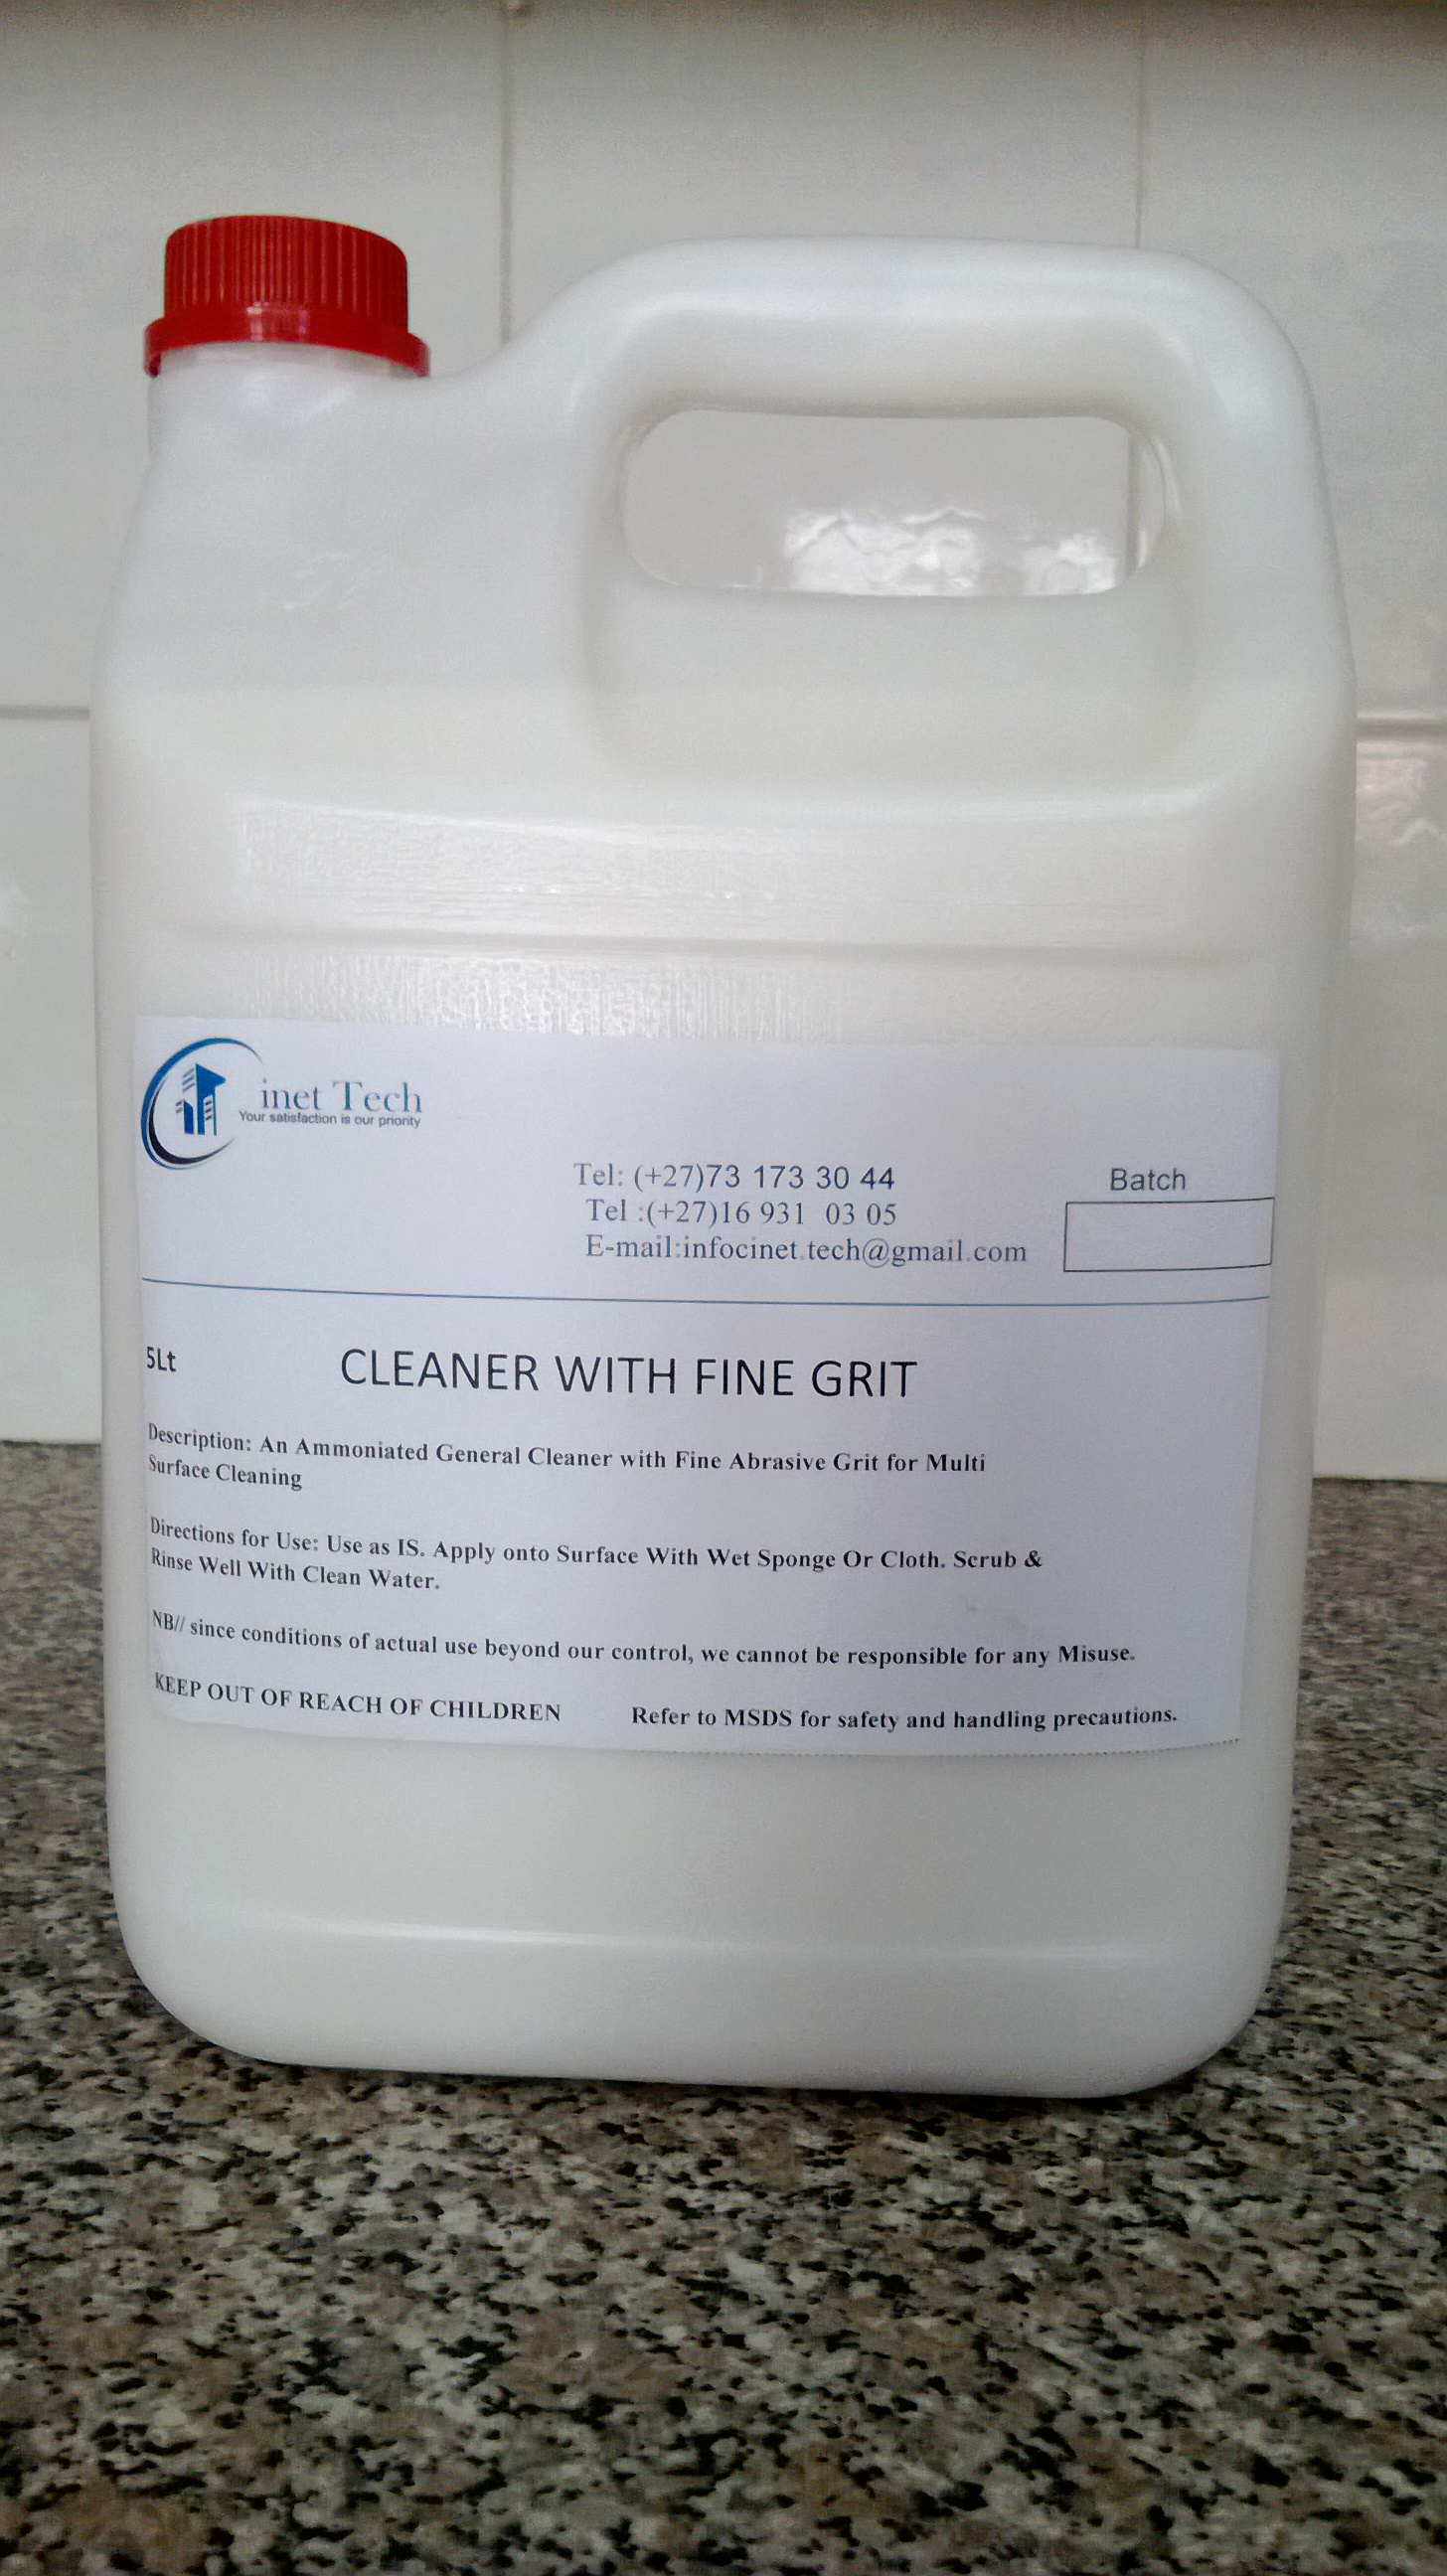 inet Tech
Your satisfaction is our priority
Tel: (+27)73 173 30 44
Tel :(+27)16 931 03 05
E-mail:infocinet.tech@gmail.com
Batch
5Lt
CLEANER WITH FINE GRIT
Description: An Ammoniated General Cleaner with Fine Abrasive Grit for Multi
Surface Cleaning
Directions for Use: Use as IS. Apply onto Surface With Wet Sponge Or Cloth. Scrub &
Rinse Well With Clean Water.
NB// since conditions of actual use beyond our control, we cannot be responsible for any Misuse.
KEEP OUT OF REACH OF CHILDREN Refer to MSDS for safety and handling precautions.